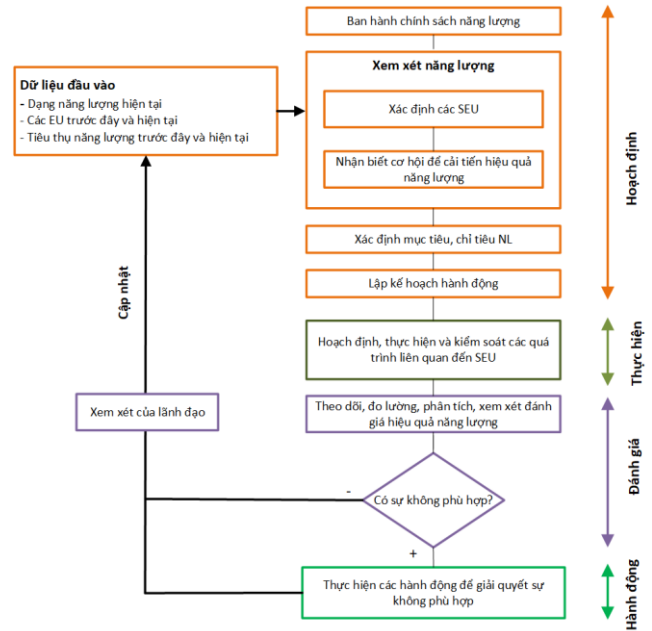 Ban hành chính sách năng lượng
Xem xét năng lượng
Dữ liệu đầu vào
- Dạng năng lượng hiện tại
- Các EU trước đây và hiện tại
- Tiêu thụ năng lượng trước đây và hiện tại
Xác định các SEU
Nhận biết cơ hội để cải tiến hiệu quả
năng lượng
Hoạch định
Xác định mục tiêu, chỉ tiêu NL
Lập kế hoạch hành động
Cập nhật
Hoạch định, thực hiện và kiểm soát các quá
trình liên quan đến SEU
Thực hiện
Xem xét của lãnh đạo
Theo dõi, đo lường, phân tích, xem xét đánh
giá hiệu quả năng lượng
Đánh giá
-
Có sự không phù hợp?
+
Thực hiện các hành động để giải quyết sự
không phù hợp
Hành động